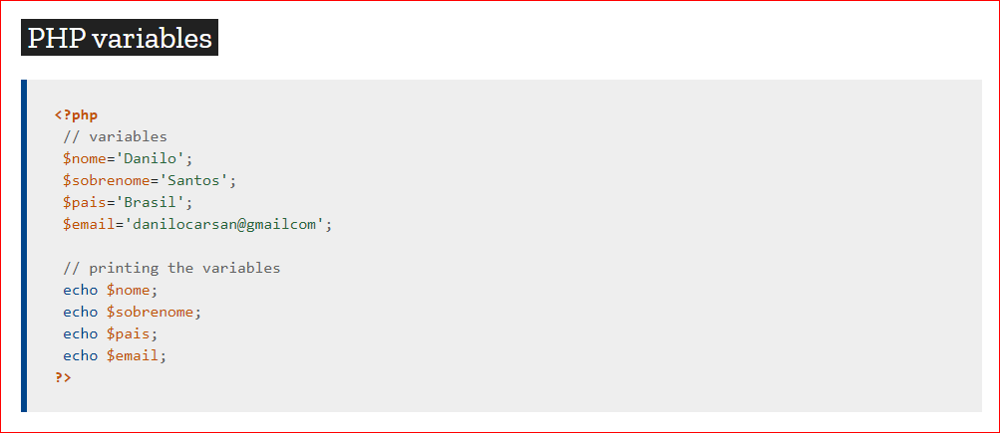 PHP variables
<?php
// variables
$nome='Danilo';
$sobrenome='Santos';
$pais='Brasil';
$email='danilocarsan@gmailcom';
// printing the variables
echo $nome;
echo $sobrenome;
echo $pais;
echo $email;
?>